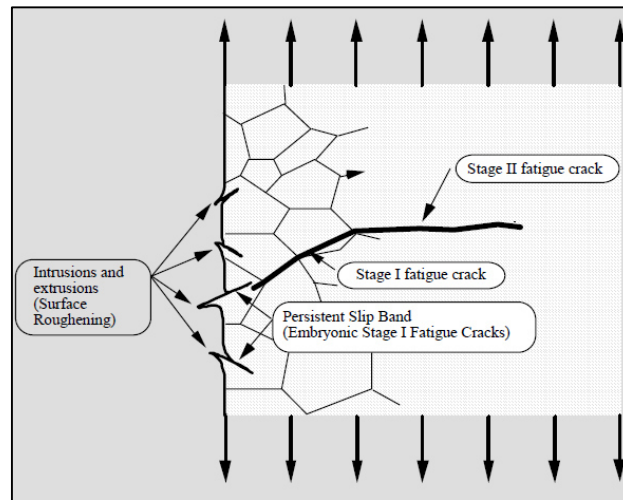 Stage II fatigue crack
Stage I fatigue crack
Intrusions and
extrusions
(Surface
Roughening)
Persistent Slip Band
(Embryonic Stage I Fatigue Cracks)